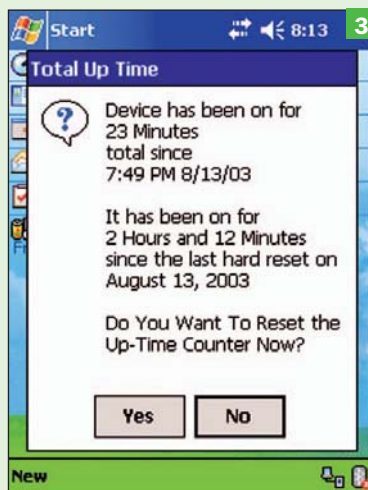 Start 8:13 3
Total Up Time
Device has been on for
23 Minutes
total since
7:49 PM 8/13/03
It has been on for
2 Hours and 12 Minutes
since the last hard reset on
August 13, 2003
Do You Want To Reset the
Up-Time Counter Now?
Yes No
New